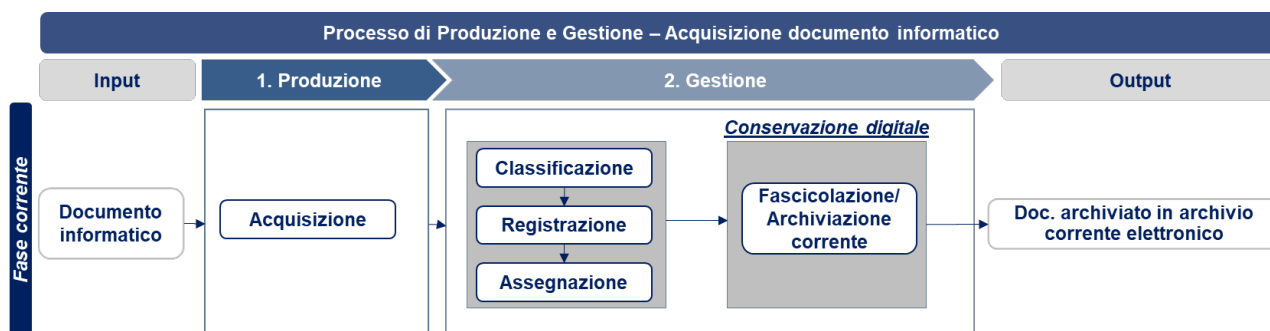 Processo di Produzione e Gestione – Acquisizione documento informatico
Input
1. Produzione
2. Gestione
Output
Fase corrente
Documento
informatico
Acquisizione
Classificazione
Registrazione
Assegnazione
Conservazione digitale
Fascicolazione/
Archiviazione
corrente
Doc. archiviato in archivio
corrente elettronico